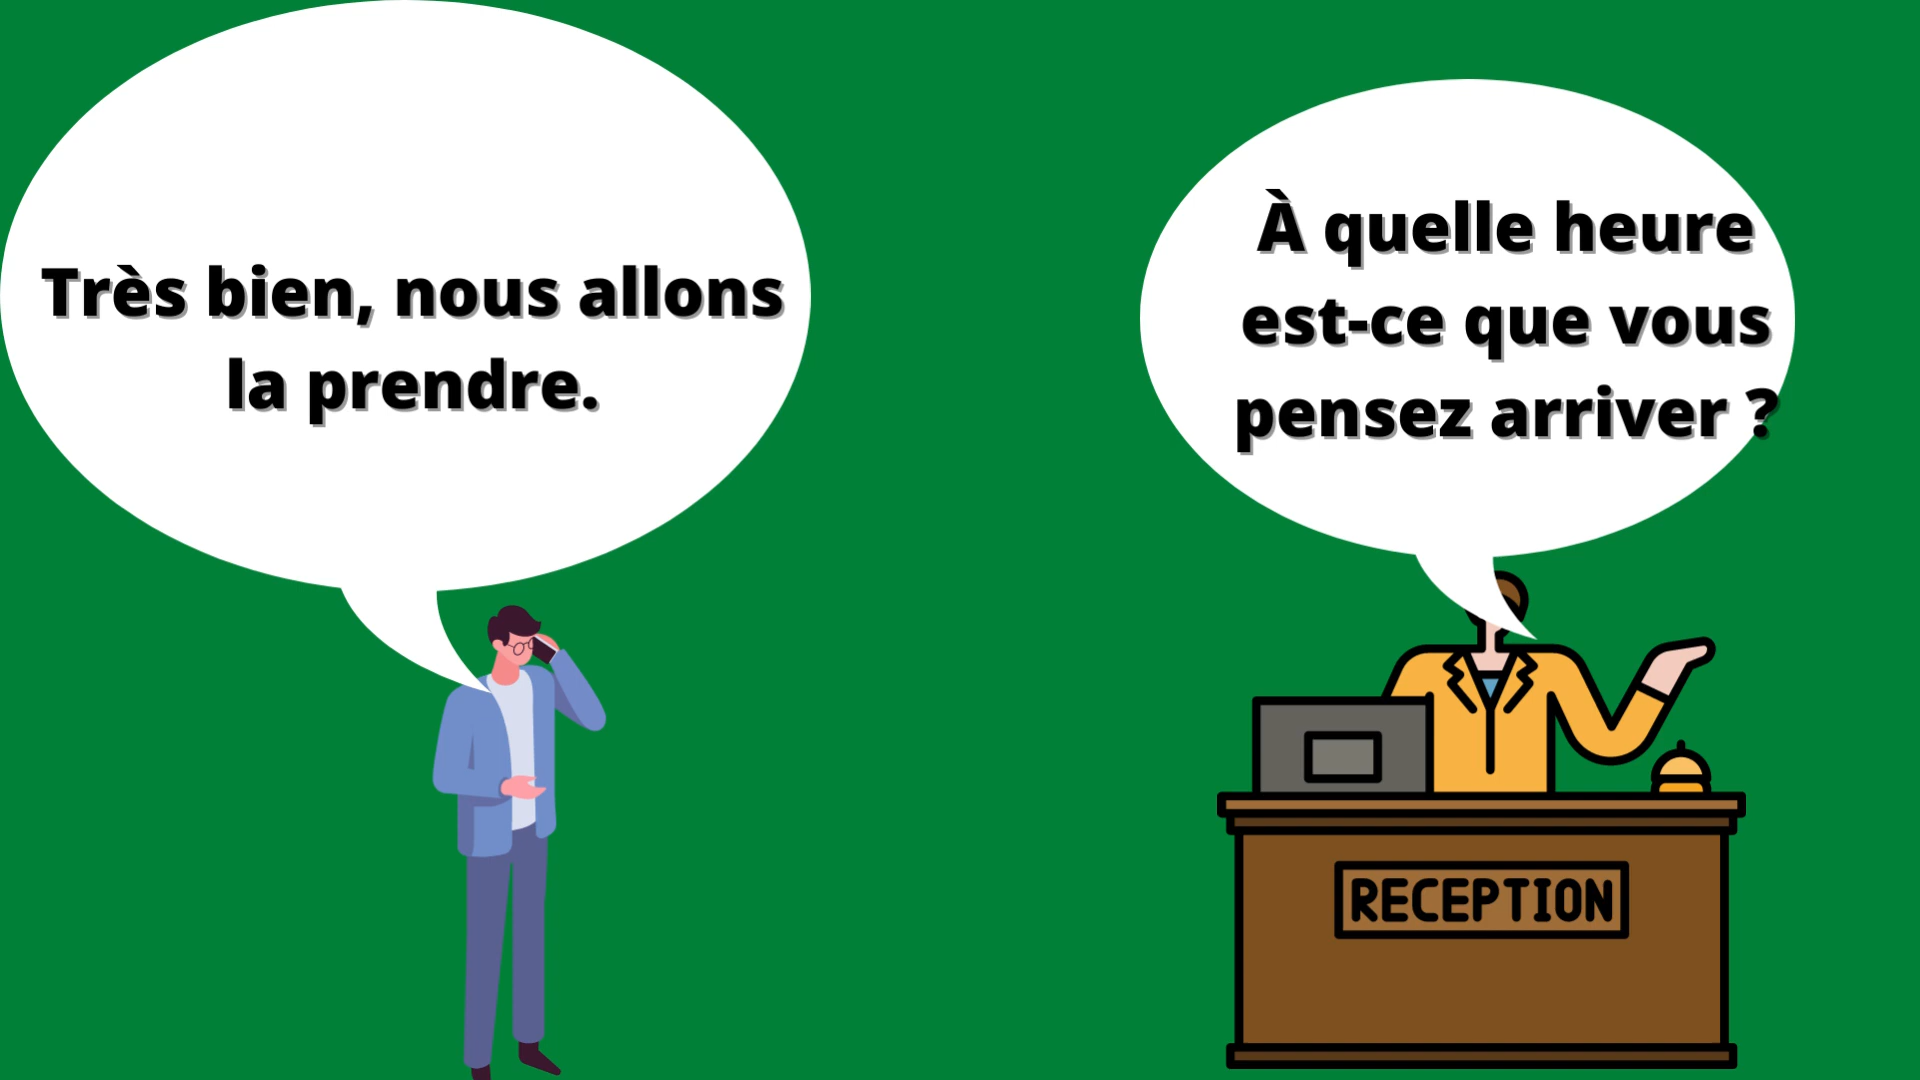 Très bien, nous allons
la prendre.
À quelle heure
est-ce que vous
pensez arriver ?
RECEPTION